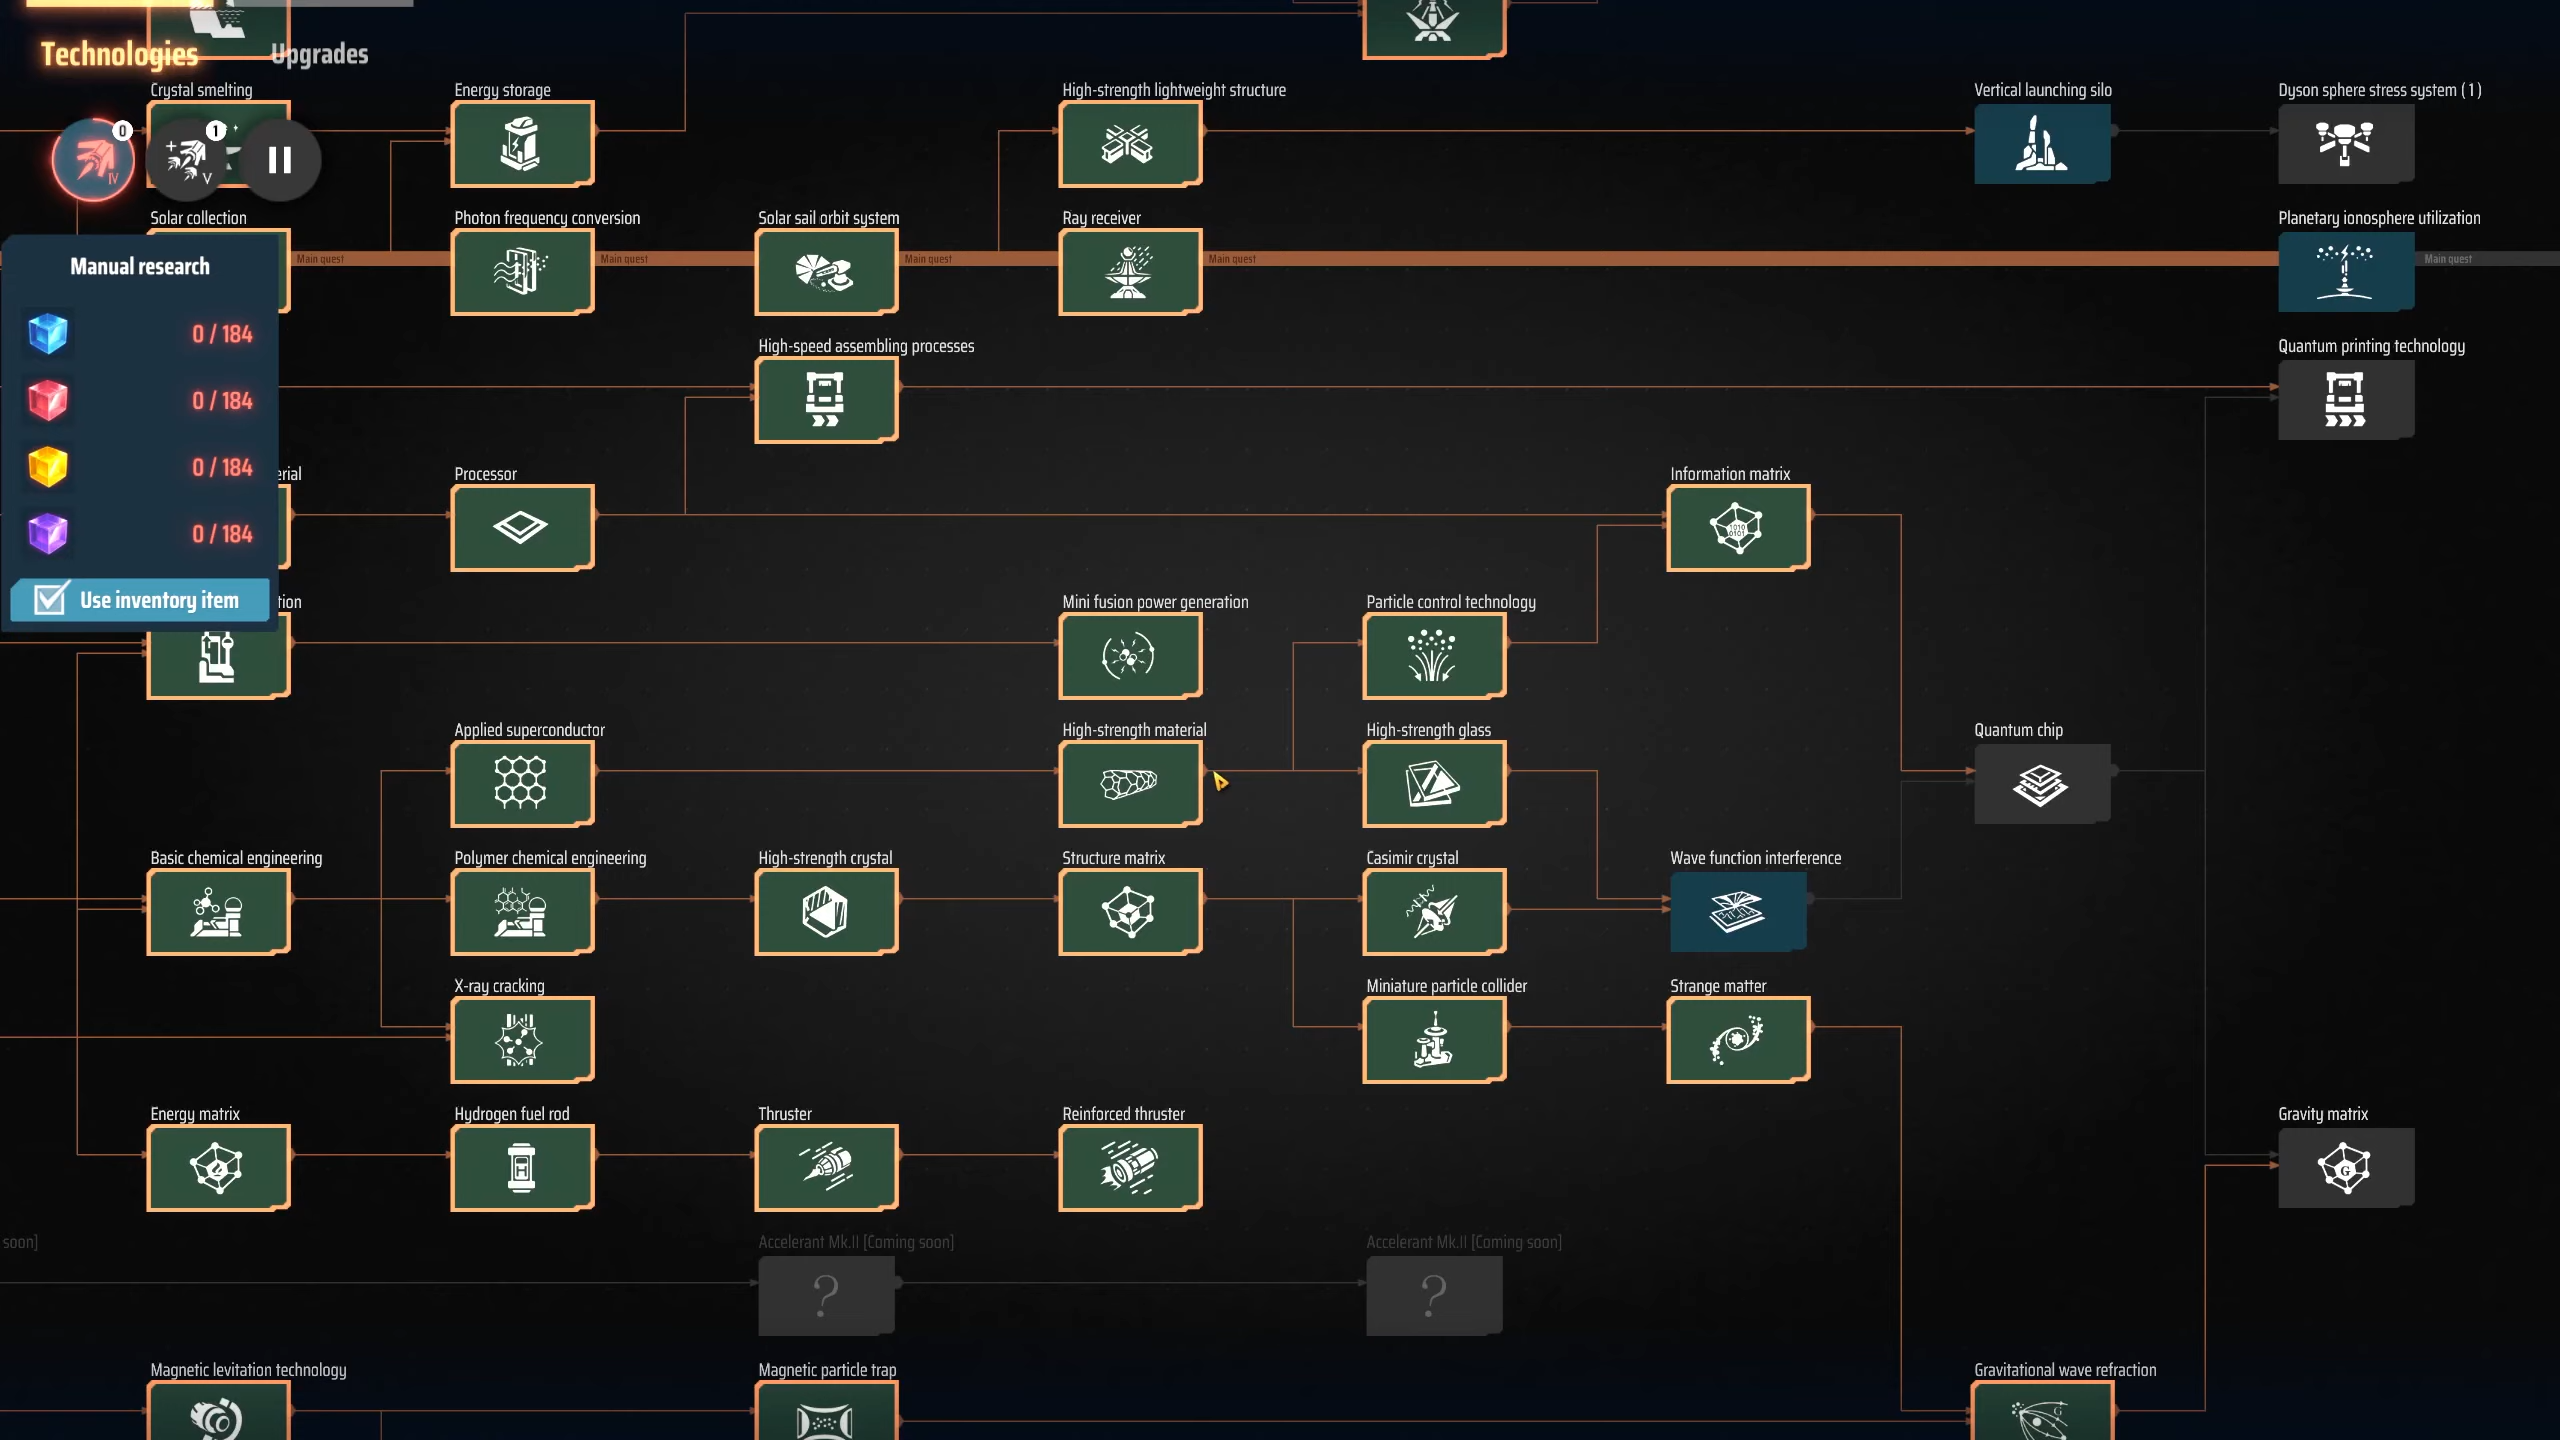 Technologies
Upgrades
Crystal smelting
Energy storage
High-strength lightweight structure
Vertical launching silo
Dyson sphere stress system (1)
0
1
IV
V
Solar collection
Photon frequency conversion
Solar sail orbit system
Ray receiver
Planetary ionosphere utilization
Main quest
Main quest
Main quest
Main quest
Main quest
Manual research
0 / 184
0 / 184
0 / 184
0 / 184
Use inventory item
High-speed assembling processes
Quantum printing technology
erial
Processor
Information matrix
1010
0101
tion
Mini fusion power generation
Particle control technology
Applied superconductor
High-strength material
High-strength glass
Quantum chip
Basic chemical engineering
Polymer chemical engineering
High-strength crystal
Structure matrix
Casimir crystal
Wave function interference
X-ray cracking
Miniature particle collider
Strange matter
Energy matrix
Hydrogen fuel rod
Thruster
Reinforced thruster
Gravity matrix
H
G
soon]
Accelerant Mk.II [Coming soon]
Accelerant Mk.II [Coming soon]
?
?
Magnetic levitation technology
Magnetic particle trap
Gravitational wave refraction
G